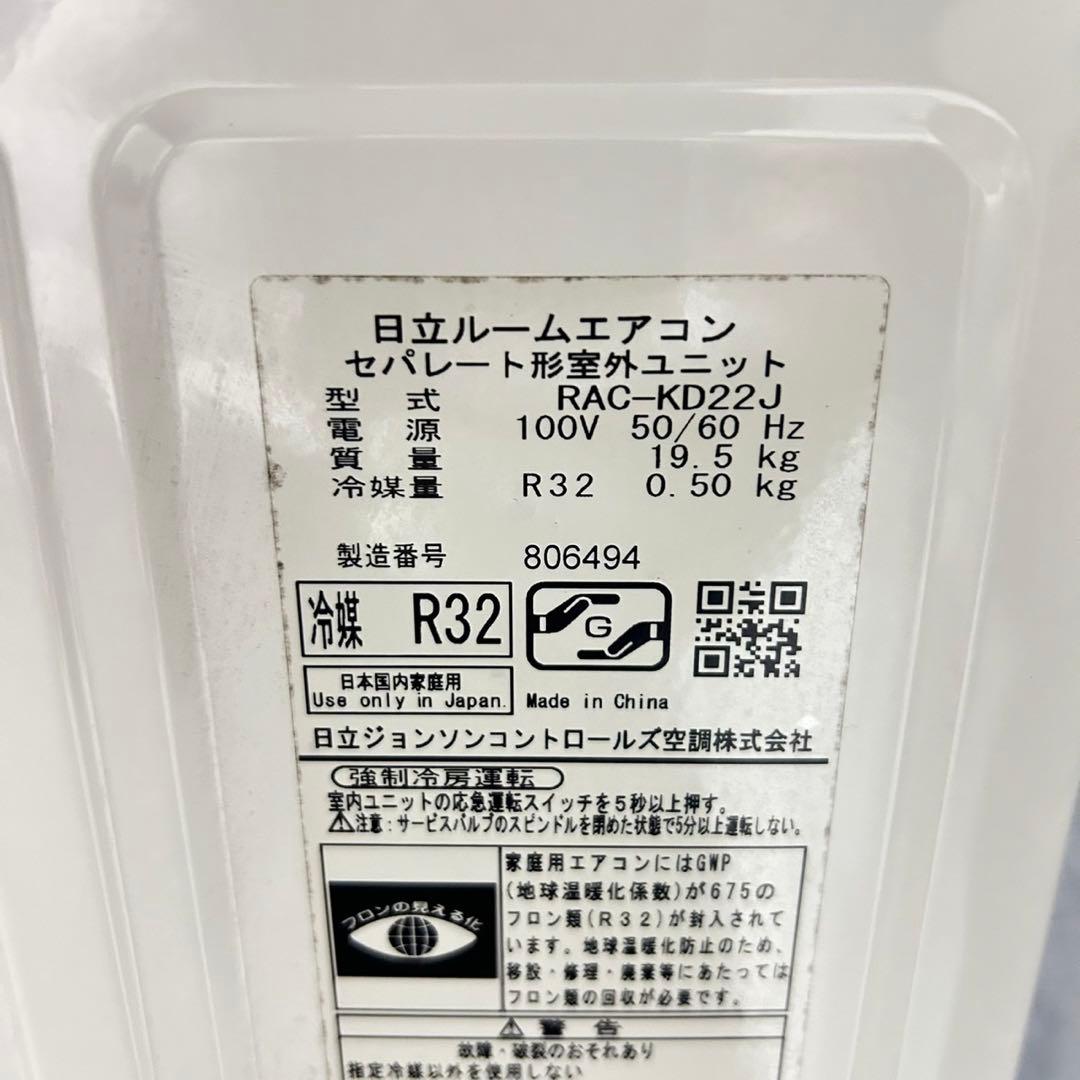 日立ルームエアコン
セパレート形室外ユニット
型 式 RAC-KD22J
電 源 100V 50/60 Hz
質 量 19.5 kg
冷媒量 R32 0.50 kg
製造番号 806494
冷媒 R32
G
日本国内家庭用
Use only in Japan.
Made in China
日立ジョンソンコントロールズ空調株式会社
強制冷房運転
室内ユニットの応急運転スイッチを5秒以上押す。
⚠注意:サービスバルブのスピンドルを閉めた状態で5分以上運転しない。
フロンの見える化
家庭用エアコンにはGWP
(地球温暖化係数)が675の
フロン類(R32)が封入されて
います。地球温暖化防止のため、
移設・修理・廃棄等にあたっては
フロン類の回収が必要です。
⚠警 告
故障・破裂のおそれあり
指定冷媒以外を使用しない